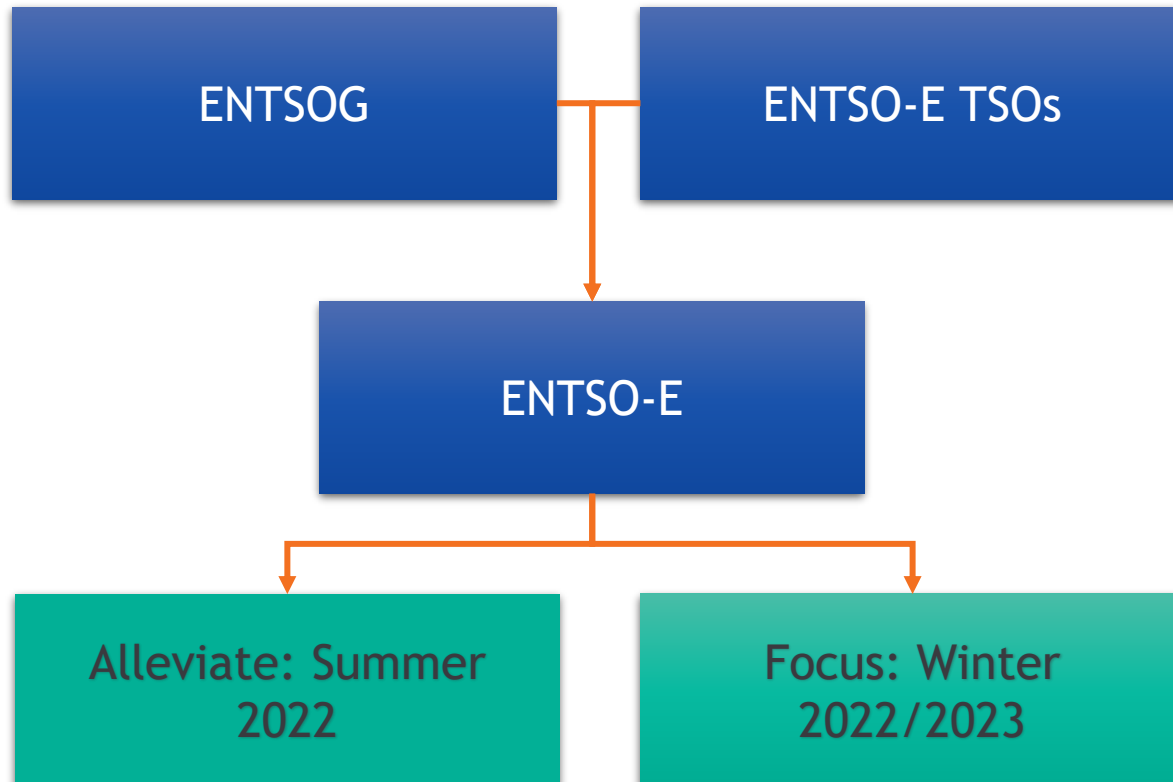 ENTSOG
ENTSO-E TSOs
ENTSO-E
Alleviate: Summer
2022
Focus: Winter
2022/2023